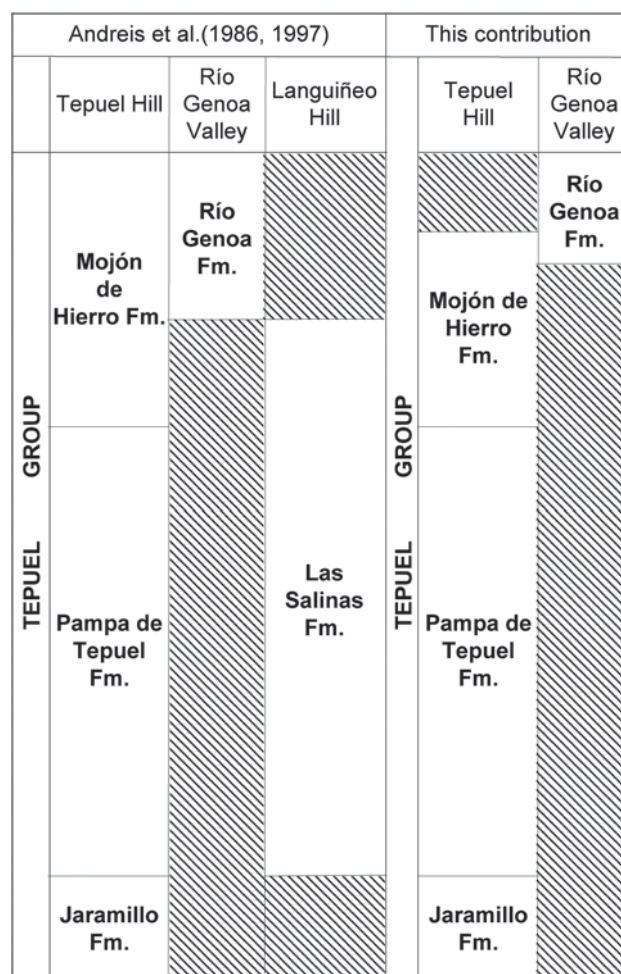 Andreis et al.(1986, 1997)
This contribution
Tepuel Hill
Río
Genoa
Valley
Languiñeo
Hill
Tepuel
Hill
Río
Genoa
Valley
TEPUEL GROUP
Mojón
de
Hierro Fm.
Pampa de
Tepuel
Fm.
Jaramillo
Fm.
Río
Genoa
Fm.
Las
Salinas
Fm.
TEPUEL GROUP
Mojón de
Hierro
Fm.
Pampa de
Tepuel
Fm.
Jaramillo
Fm.
Río
Genoa
Fm.